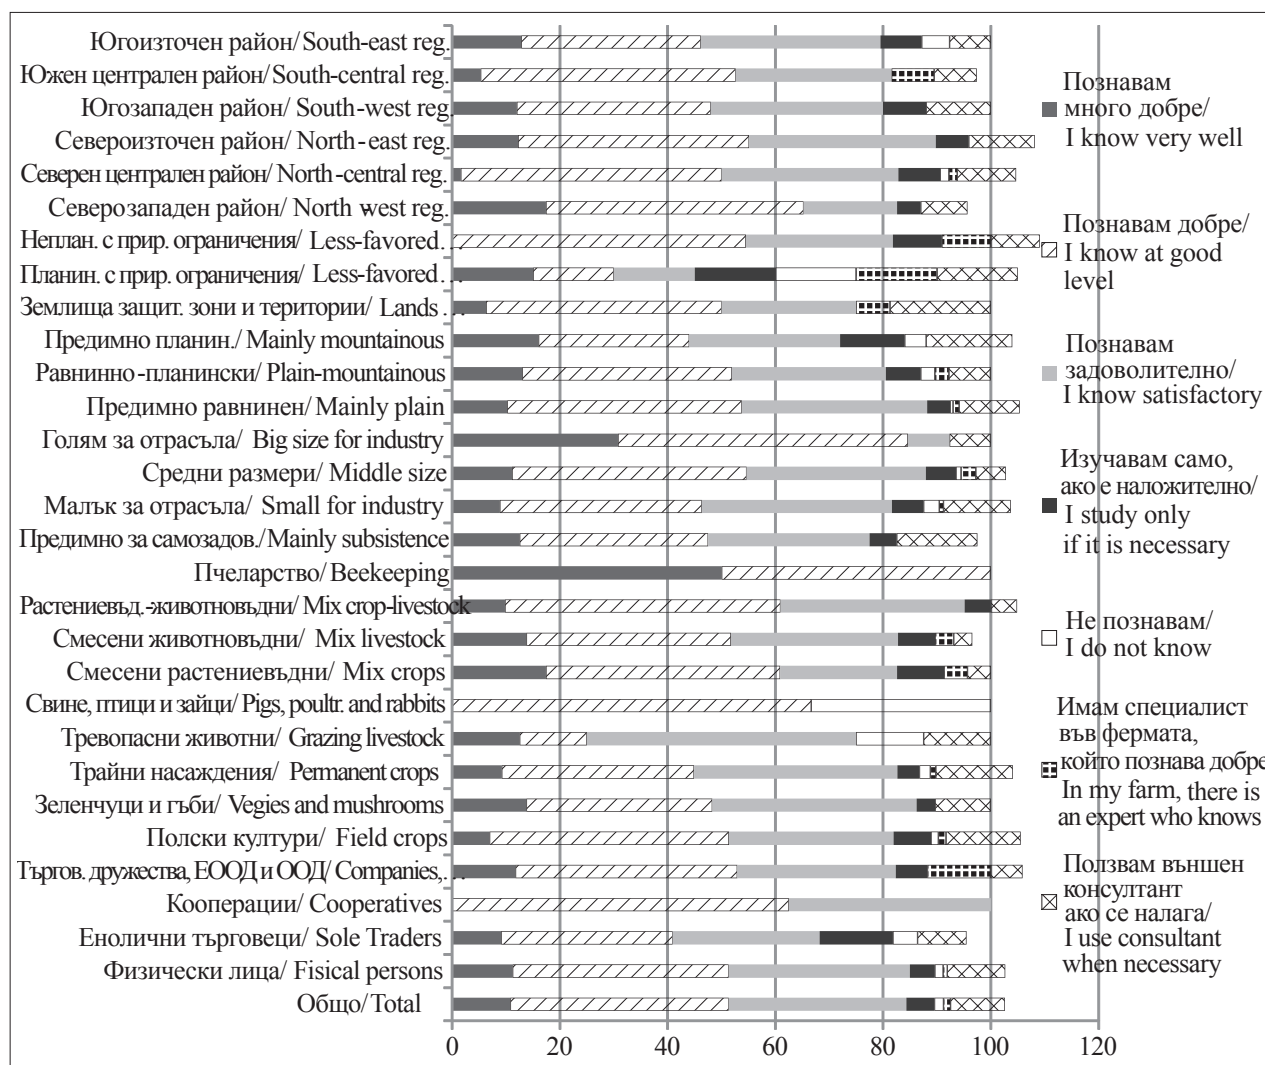 Югоизточен район/ South-east reg.
Южен централен район/ South-central reg.
Югозападен район/ South-west reg.
Североизточен район/ North-east reg.
Северен централен район/ North-central reg.
Северозападен район/ North west reg.
Неплан. с прир. ограничения/ Less-favored…
Планин. с прир. ограничения/ Less-favored…
Землища защит. зони и територии/ Lands …
Предимно планин./ Mainly mountainous
Равнинно-планински/ Plain-mountainous
Предимно равнинен/ Mainly plain
Голям за отрасъла/ Big size for industry
Средни размери/ Middle size
Малък за отрасъла/ Small for industry
Предимно за самозадов./Mainly subsistence
Пчеларство/Beekeeping
Растениевъд.-животновъдни/ Mix crop-livestock
Смесени животновъдни/ Mix livestock
Смесени растениевъдни/ Mix crops
Свине, птици и зайци/ Pigs, poultr. and rabbits
Тревопасни животни/ Grazing livestock
Трайни насаждения/ Permanent crops
Зеленчуци и гъби/ Vegies and mushrooms
Полски култури/ Field crops
Търгов. дружества, ЕООД и ООД/ Companies,…
Кооперации/ Cooperatives
Енолични търговеци/ Sole Traders
Физически лица/ Fisical persons
Общо/Total
0 20 40 60 80 100 120
Познавам
много добре/
I know very well
Познавам добре/
I know at good
level
Познавам
задоволително/
I know satisfactory
Изучавам само,
ако е наложително/
I study only
if it is necessary
Не познавам/
I do not know
Имам специалист
във фермата,
който познава добре/
In my farm, there is
an expert who knows
Ползвам външен
консултант
ако се налага/
I use consultant
when necessary